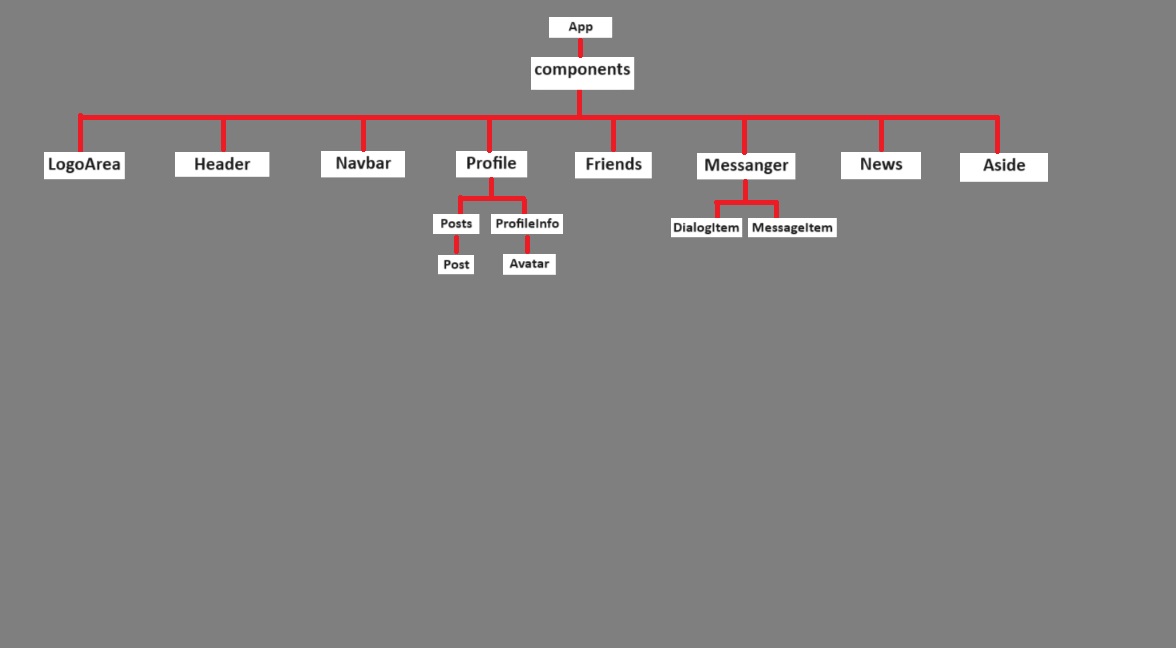 App
components
LogoArea
Header
Navbar
Profile
Friends
Messanger
News
Aside
Posts
ProfileInfo
DialogItem
MessageItem
Post
Avatar